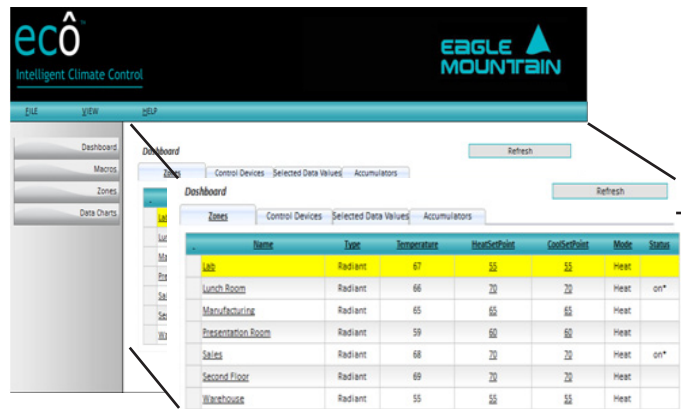 ecô™
Intelligent Climate Control
EAGLE
MOUNTAIN
FILE VIEW HELP
Dashboard
Macros
Zones
Data Charts
Dashboard Refresh
Zones Control Devices Selected Data Values Accumulators
Dashboard Refresh
Zones Control Devices Selected Data Values Accumulators
Name Type Temperature HeatSetPoint CoolSetPoint Mode Status
Lab Radiant 67 55 55 Heat
Lunch Room Radiant 66 70 70 Heat on*
Manufacturing Radiant 65 65 65 Heat
Presentation Room Radiant 59 60 60 Heat
Sales Radiant 68 70 70 Heat on*
Second Floor Radiant 69 70 70 Heat
Warehouse Radiant 55 55 55 Heat